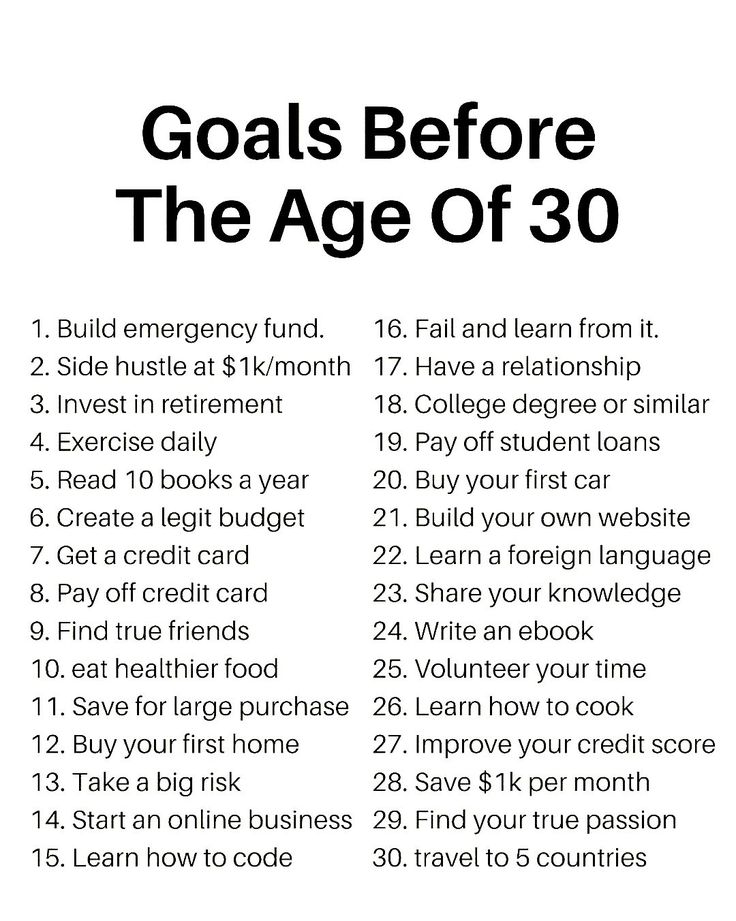 Goals Before
The Age Of 30
1. Build emergency fund.
2. Side hustle at $1k/month
3. Invest in retirement
4. Exercise daily
5. Read 10 books a year
6. Create a legit budget
7. Get a credit card
8. Pay off credit card
9. Find true friends
10. eat healthier food
11. Save for large purchase
12. Buy your first home
13. Take a big risk
14. Start an online business
15. Learn how to code
16. Fail and learn from it.
17. Have a relationship
18. College degree or similar
19. Pay off student loans
20. Buy your first car
21. Build your own website
22. Learn a foreign language
23. Share your knowledge
24. Write an ebook
25. Volunteer your time
26. Learn how to cook
27. Improve your credit score
28. Save $1k per month
29. Find your true passion
30. travel to 5 countries